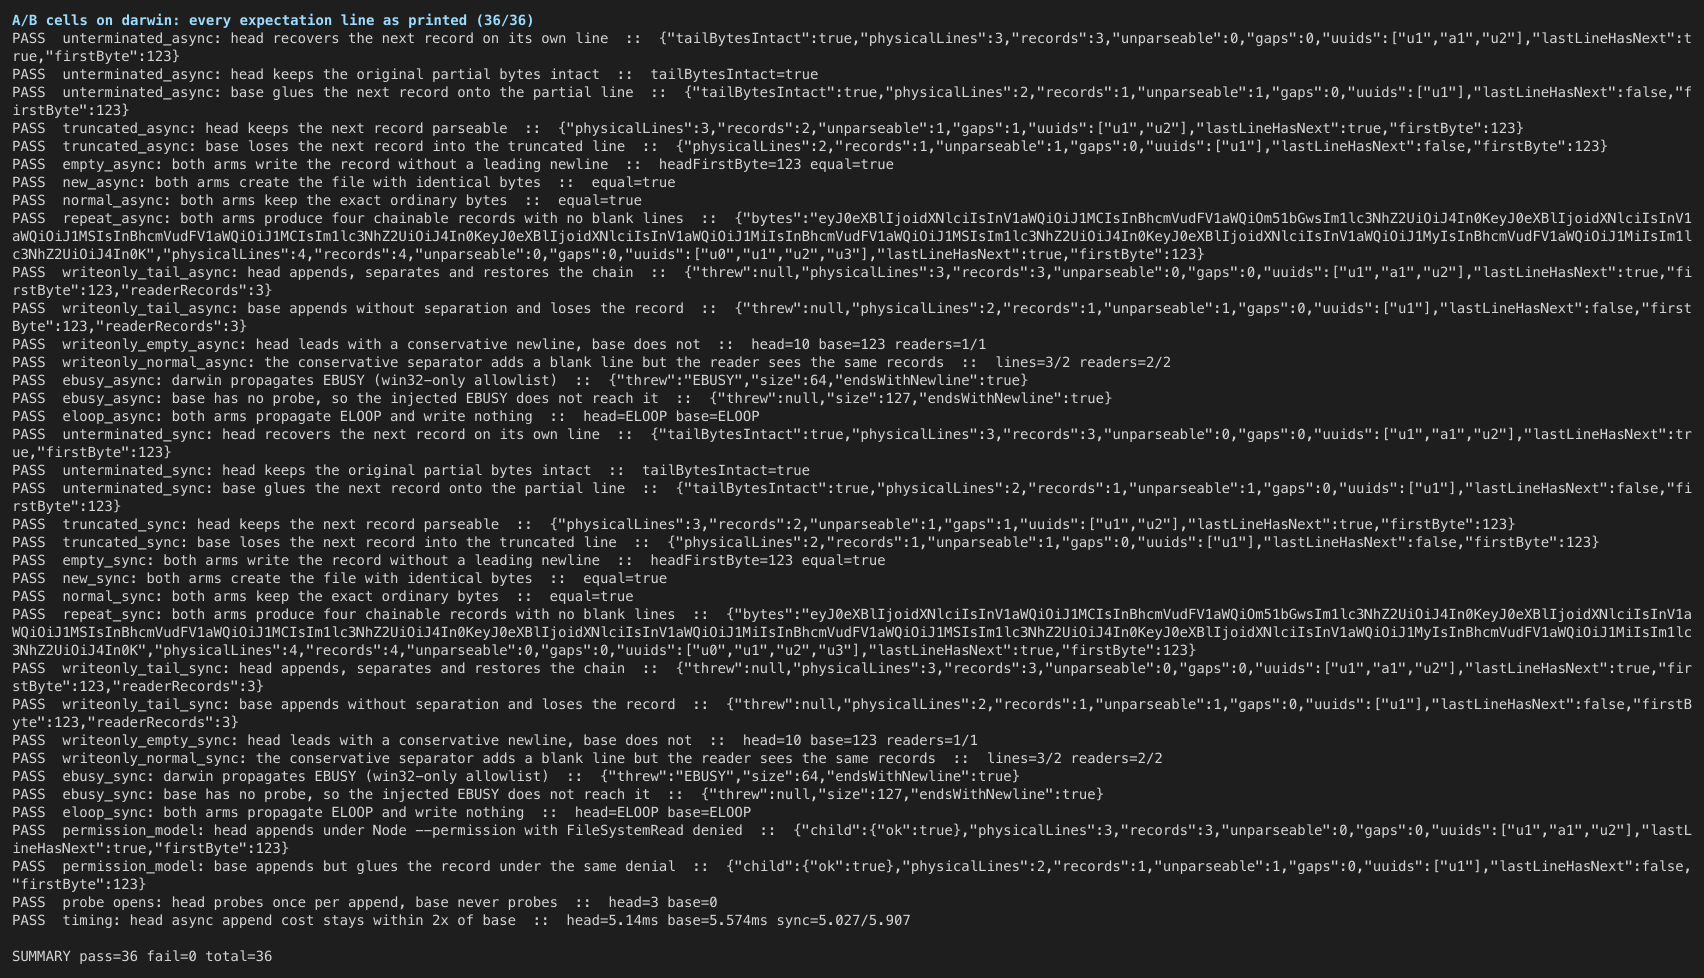 A/B cells on darwin: every expectation line as printed (36/36)
PASS  unterminated_async: head recovers the next record on its own line  ::  {"tailBytesIntact":true,"physicalLines":3,"records":3,"unparseable":0,"gaps":0,"uuids":["u1","a1","u2"],"lastLineHasNext":t
rue,"firstByte":123}
PASS  unterminated_async: head keeps the original partial bytes intact  ::  tailBytesIntact=true
PASS  unterminated_async: base glues the next record onto the partial line  ::  {"tailBytesIntact":true,"physicalLines":2,"records":1,"unparseable":1,"gaps":0,"uuids":["u1"],"lastLineHasNext":false,"f
irstByte":123}
PASS  truncated_async: head keeps the next record parseable  ::  {"physicalLines":3,"records":2,"unparseable":1,"gaps":1,"uuids":["u1","u2"],"lastLineHasNext":true,"firstByte":123}
PASS  truncated_async: base loses the next record into the truncated line  ::  {"physicalLines":2,"records":1,"unparseable":1,"gaps":0,"uuids":["u1"],"lastLineHasNext":false,"firstByte":123}
PASS  empty_async: both arms write the record without a leading newline  ::  headFirstByte=123 equal=true
PASS  new_async: both arms create the file with identical bytes  ::  equal=true
PASS  normal_async: both arms keep the exact ordinary bytes  ::  equal=true
PASS  repeat_async: both arms produce four chainable records with no blank lines  ::  {"bytes":"eyJ0eXBlIjoidXNlciIsInV1aWQiOiJ1MCIsInBhcmVudFV1aWQiOm51bGwsIm1lc3NhZ2UiOiJ4In0KeyJ0eXBlIjoidXNlciIsInV1
aWQiOiJ1MSIsInBhcmVudFV1aWQiOiJ1MCIsIm1lc3NhZ2UiOiJ4In0KeyJ0eXBlIjoidXNlciIsInV1aWQiOiJ1MiIsInBhcmVudFV1aWQiOiJ1MSIsIm1lc3NhZ2UiOiJ4In0KeyJ0eXBlIjoidXNlciIsInV1aWQiOiJ1MyIsInBhcmVudFV1aWQiOiJ1MiIsIm1l
c3NhZ2UiOiJ4In0K","physicalLines":4,"records":4,"unparseable":0,"gaps":0,"uuids":["u0","u1","u2","u3"],"lastLineHasNext":true,"firstByte":123}
PASS  writeonly_tail_async: head appends, separates and restores the chain  ::  {"threw":null,"physicalLines":3,"records":3,"unparseable":0,"gaps":0,"uuids":["u1","a1","u2"],"lastLineHasNext":true,"fi
rstByte":123,"readerRecords":3}
PASS  writeonly_tail_async: base appends without separation and loses the record  ::  {"threw":null,"physicalLines":2,"records":1,"unparseable":1,"gaps":0,"uuids":["u1"],"lastLineHasNext":false,"first
Byte":123,"readerRecords":3}
PASS  writeonly_empty_async: head leads with a conservative newline, base does not  ::  head=10 base=123 readers=1/1
PASS  writeonly_normal_async: the conservative separator adds a blank line but the reader sees the same records  ::  lines=3/2 readers=2/2
PASS  ebusy_async: darwin propagates EBUSY (win32-only allowlist)  ::  {"threw":"EBUSY","size":64,"endsWithNewline":true}
PASS  ebusy_async: base has no probe, so the injected EBUSY does not reach it  ::  {"threw":null,"size":127,"endsWithNewline":true}
PASS  eloop_async: both arms propagate ELOOP and write nothing  ::  head=ELOOP base=ELOOP
PASS  unterminated_sync: head recovers the next record on its own line  ::  {"tailBytesIntact":true,"physicalLines":3,"records":3,"unparseable":0,"gaps":0,"uuids":["u1","a1","u2"],"lastLineHasNext":tr
ue,"firstByte":123}
PASS  unterminated_sync: head keeps the original partial bytes intact  ::  tailBytesIntact=true
PASS  unterminated_sync: base glues the next record onto the partial line  ::  {"tailBytesIntact":true,"physicalLines":2,"records":1,"unparseable":1,"gaps":0,"uuids":["u1"],"lastLineHasNext":false,"fi
rstByte":123}
PASS  truncated_sync: head keeps the next record parseable  ::  {"physicalLines":3,"records":2,"unparseable":1,"gaps":1,"uuids":["u1","u2"],"lastLineHasNext":true,"firstByte":123}
PASS  truncated_sync: base loses the next record into the truncated line  ::  {"physicalLines":2,"records":1,"unparseable":1,"gaps":0,"uuids":["u1"],"lastLineHasNext":false,"firstByte":123}
PASS  empty_sync: both arms write the record without a leading newline  ::  headFirstByte=123 equal=true
PASS  new_sync: both arms create the file with identical bytes  ::  equal=true
PASS  normal_sync: both arms keep the exact ordinary bytes  ::  equal=true
PASS  repeat_sync: both arms produce four chainable records with no blank lines  ::  {"bytes":"eyJ0eXBlIjoidXNlciIsInV1aWQiOiJ1MCIsInBhcmVudFV1aWQiOm51bGwsIm1lc3NhZ2UiOiJ4In0KeyJ0eXBlIjoidXNlciIsInV1a
WQiOiJ1MSIsInBhcmVudFV1aWQiOiJ1MCIsIm1lc3NhZ2UiOiJ4In0KeyJ0eXBlIjoidXNlciIsInV1aWQiOiJ1MiIsInBhcmVudFV1aWQiOiJ1MSIsIm1lc3NhZ2UiOiJ4In0KeyJ0eXBlIjoidXNlciIsInV1aWQiOiJ1MyIsInBhcmVudFV1aWQiOiJ1MiIsIm1lc
3NhZ2UiOiJ4In0K","physicalLines":4,"records":4,"unparseable":0,"gaps":0,"uuids":["u0","u1","u2","u3"],"lastLineHasNext":true,"firstByte":123}
PASS  writeonly_tail_sync: head appends, separates and restores the chain  ::  {"threw":null,"physicalLines":3,"records":3,"unparseable":0,"gaps":0,"uuids":["u1","a1","u2"],"lastLineHasNext":true,"fir
stByte":123,"readerRecords":3}
PASS  writeonly_tail_sync: base appends without separation and loses the record  ::  {"threw":null,"physicalLines":2,"records":1,"unparseable":1,"gaps":0,"uuids":["u1"],"lastLineHasNext":false,"firstB
yte":123,"readerRecords":3}
PASS  writeonly_empty_sync: head leads with a conservative newline, base does not  ::  head=10 base=123 readers=1/1
PASS  writeonly_normal_sync: the conservative separator adds a blank line but the reader sees the same records  ::  lines=3/2 readers=2/2
PASS  ebusy_sync: darwin propagates EBUSY (win32-only allowlist)  ::  {"threw":"EBUSY","size":64,"endsWithNewline":true}
PASS  ebusy_sync: base has no probe, so the injected EBUSY does not reach it  ::  {"threw":null,"size":127,"endsWithNewline":true}
PASS  eloop_sync: both arms propagate ELOOP and write nothing  ::  head=ELOOP base=ELOOP
PASS  permission_model: head appends under Node --permission with FileSystemRead denied  ::  {"child":{"ok":true},"physicalLines":3,"records":3,"unparseable":0,"gaps":0,"uuids":["u1","a1","u2"],"lastL
ineHasNext":true,"firstByte":123}
PASS  permission_model: base appends but glues the record under the same denial  ::  {"child":{"ok":true},"physicalLines":2,"records":1,"unparseable":1,"gaps":0,"uuids":["u1"],"lastLineHasNext":false,
"firstByte":123}
PASS  probe opens: head probes once per append, base never probes  ::  head=3 base=0
PASS  timing: head async append cost stays within 2x of base  ::  head=5.14ms base=5.574ms sync=5.027/5.907
SUMMARY pass=36 fail=0 total=36